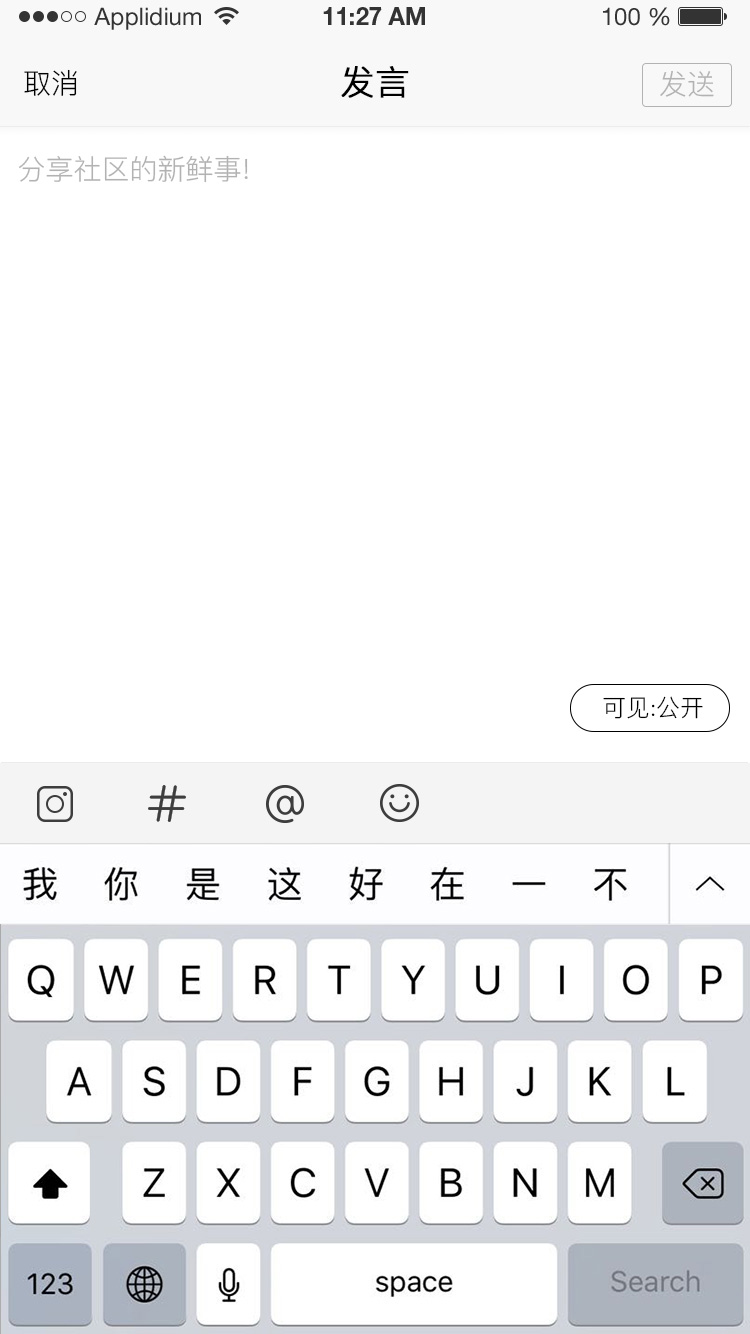 Applidium 11:27 AM 100 %
取消 发言 发送
分享社区的新鲜事!
可见:公开
# @
我 你 是 这 好 在 一 不
Q W E R T Y U I O P
A S D F G H J K L
Z X C V B N M
123 space Search